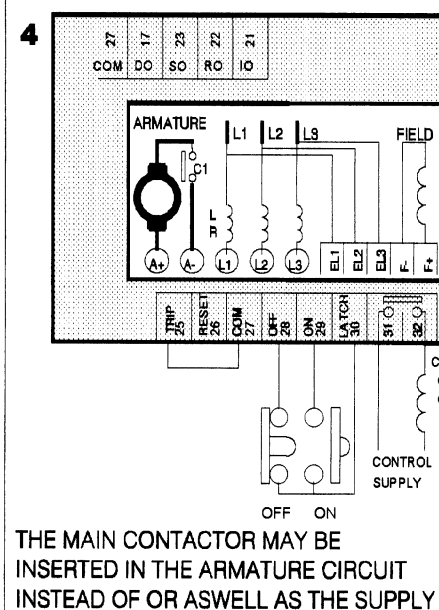 4
27 17 23 22 21
COM DO SO RO IO
ARMATURE L1 L2 L3 FIELD
C1
L
R
A+ A- L1 L2 L3 EL1 EL2 EL3 F- F+
TRIP RESET COM OFF ON LATCH
25 26 27 28 29 30 31 32
C
CONTROL
SUPPLY
OFF ON
THE MAIN CONTACTOR MAY BE
INSERTED IN THE ARMATURE CIRCUIT
INSTEAD OF OR ASWELL AS THE SUPPLY